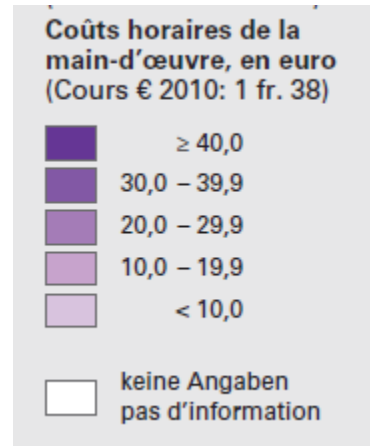 Coûts horaires de la
main-d'œuvre, en euro
(Cours € 2010: 1 fr. 38)
≥ 40,0
30,0 – 39,9
20,0 – 29,9
10,0 – 19,9
< 10,0
keine Angaben
pas d'information